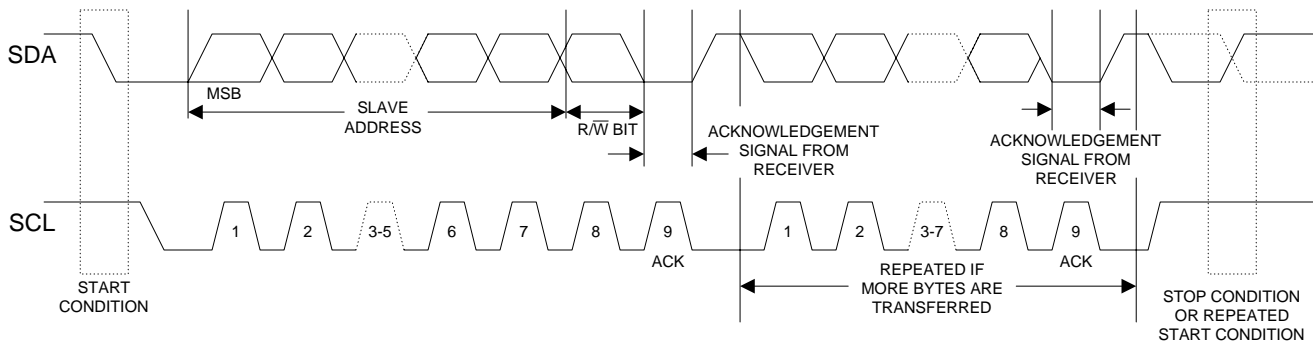 SDA
MSB
SLAVE
ADDRESS
R/W̅ BIT
ACKNOWLEDGEMENT
SIGNAL FROM
RECEIVER
ACKNOWLEDGEMENT
SIGNAL FROM
RECEIVER
SCL
1 2 3-5 6 7 8 9 1 2 3-7 8 9
ACK
ACK
START
CONDITION
REPEATED IF
MORE BYTES ARE
TRANSFERRED
STOP CONDITION
OR REPEATED
START CONDITION